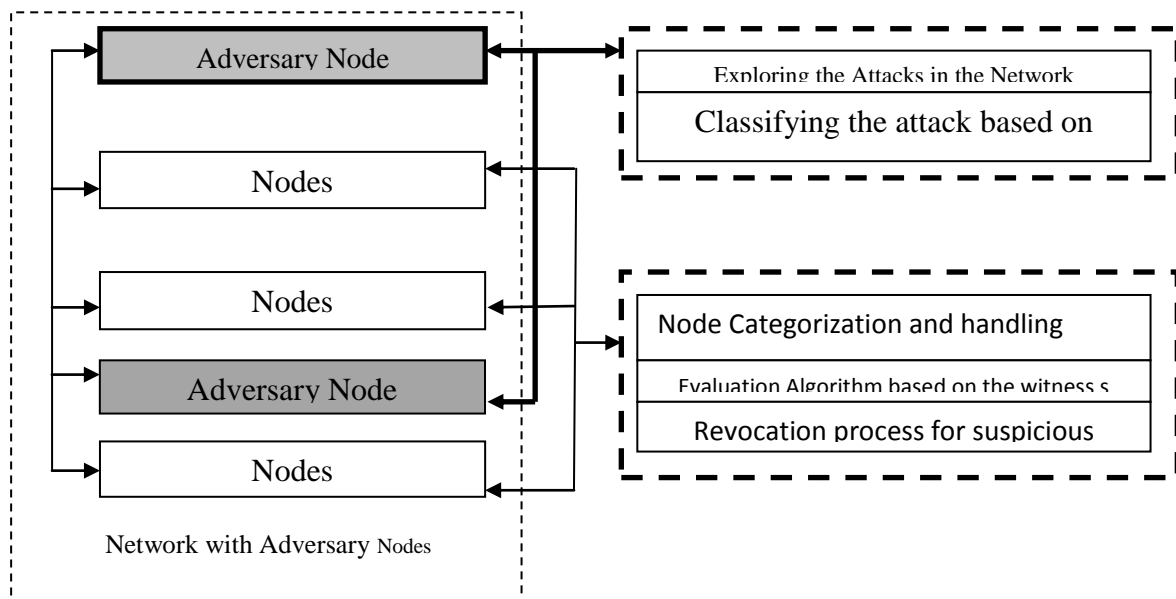 Adversary Node
Nodes
Nodes
Adversary Node
Nodes
Network with Adversary Nodes
Exploring the Attacks in the Network
Classifying the attack based on
Node Categorization and handling
Evaluation Algorithm based on the witness s
Revocation process for suspicious